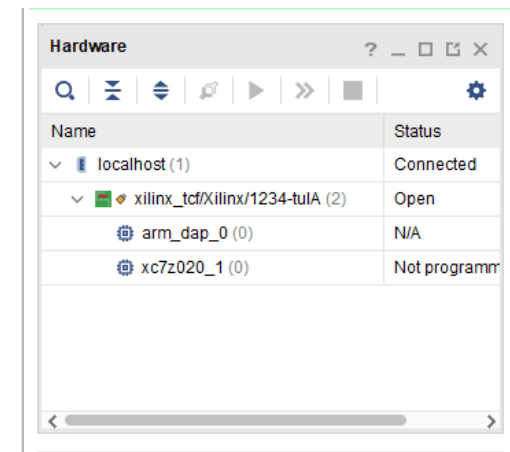 Hardware ?
Name Status
localhost (1) Connected
xilinx_tcf/Xilinx/1234-tulA (2) Open
arm_dap_0 (0) N/A
xc7z020_1 (0) Not programm